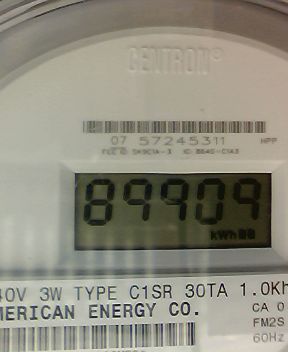 CENTRON®
07 57245311
HPP
89909
kWh
40V 3W TYPE C1SR 30TA 1.0Kh
MERICAN ENERGY CO.
CA 0
FM2S
60Hz